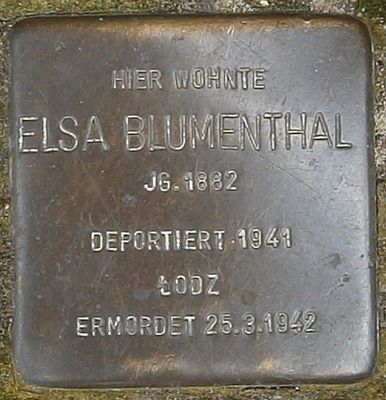 HIER WOHNTE
ELSA BLUMENTHAL
JG. 1882
DEPORTIERT 1941
ŁODZ
ERMORDET 25.3.1942